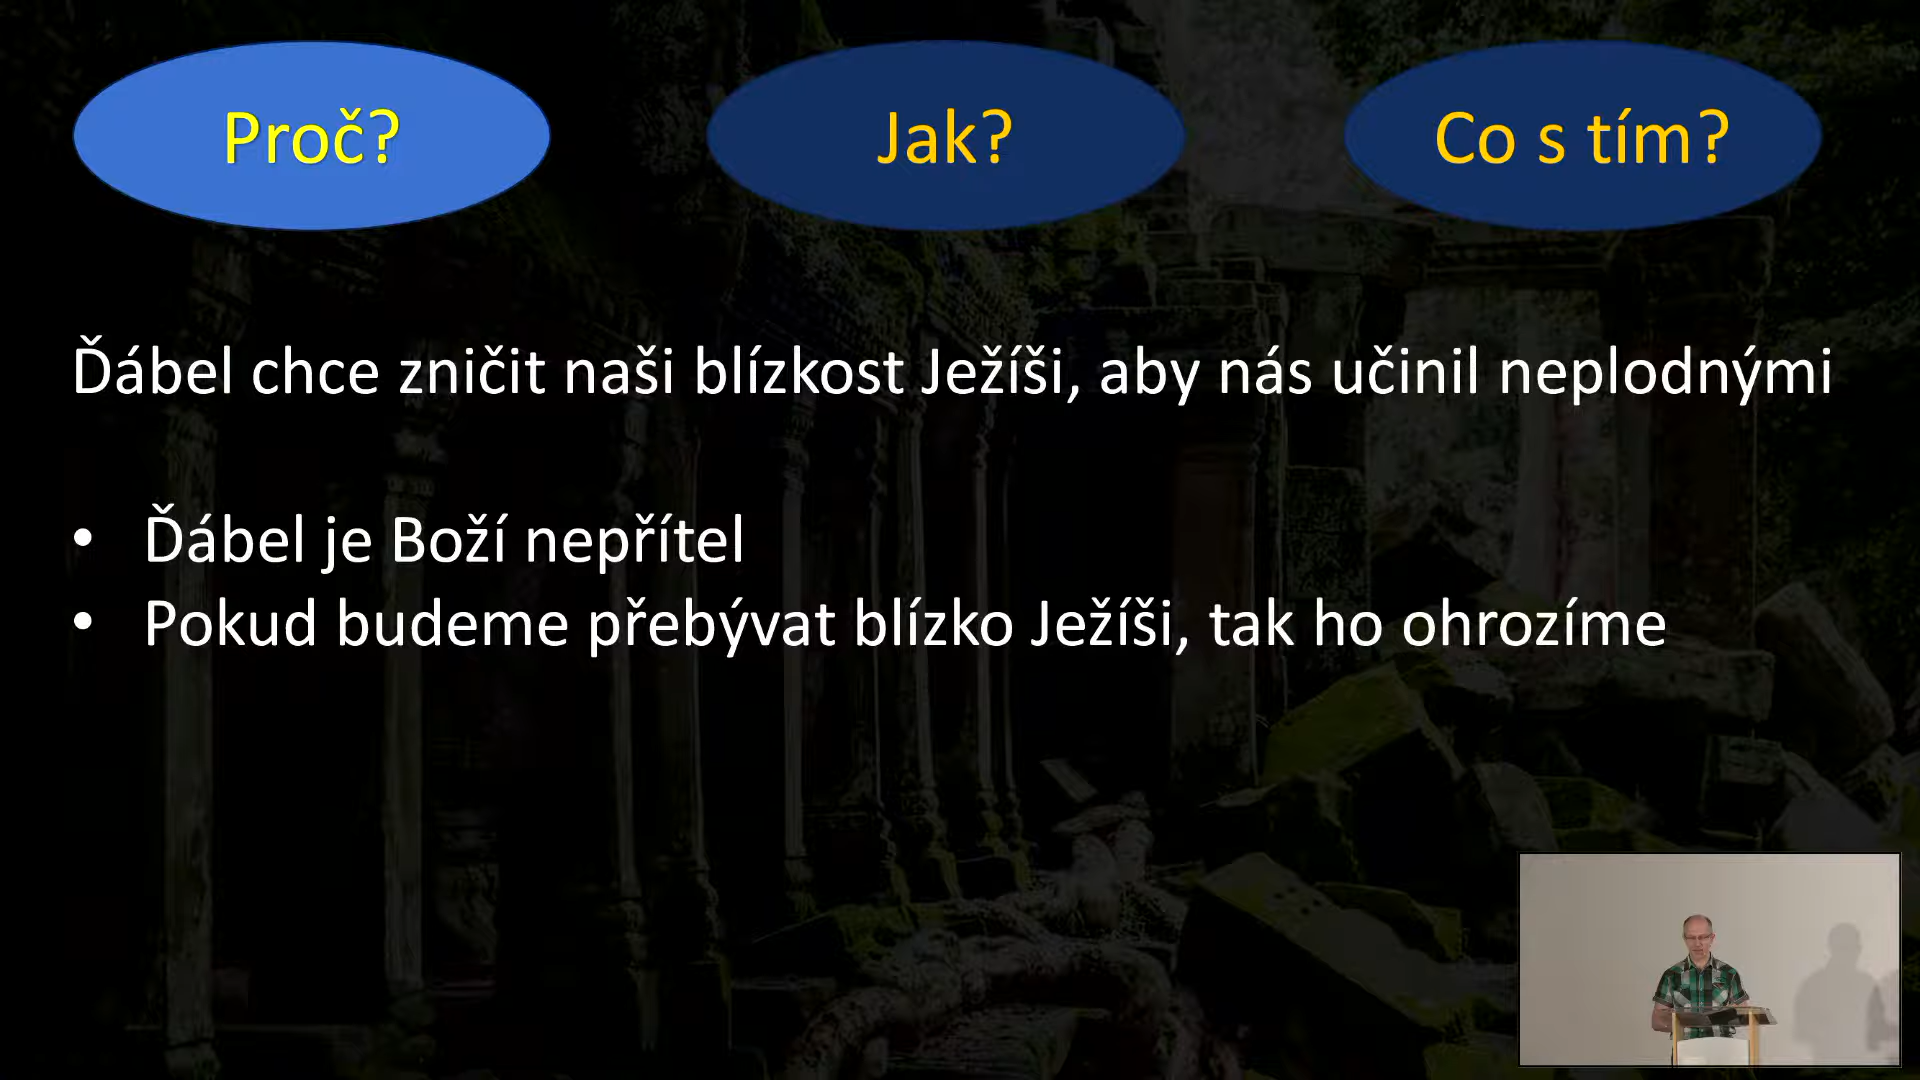 Proč?
Jak?
Co s tím?
Ďábel chce zničit naši blízkost Ježíši, aby nás učinil neplodnými
• Ďábel je Boží nepřítel
• Pokud budeme přebývat blízko Ježíši, tak ho ohrozíme